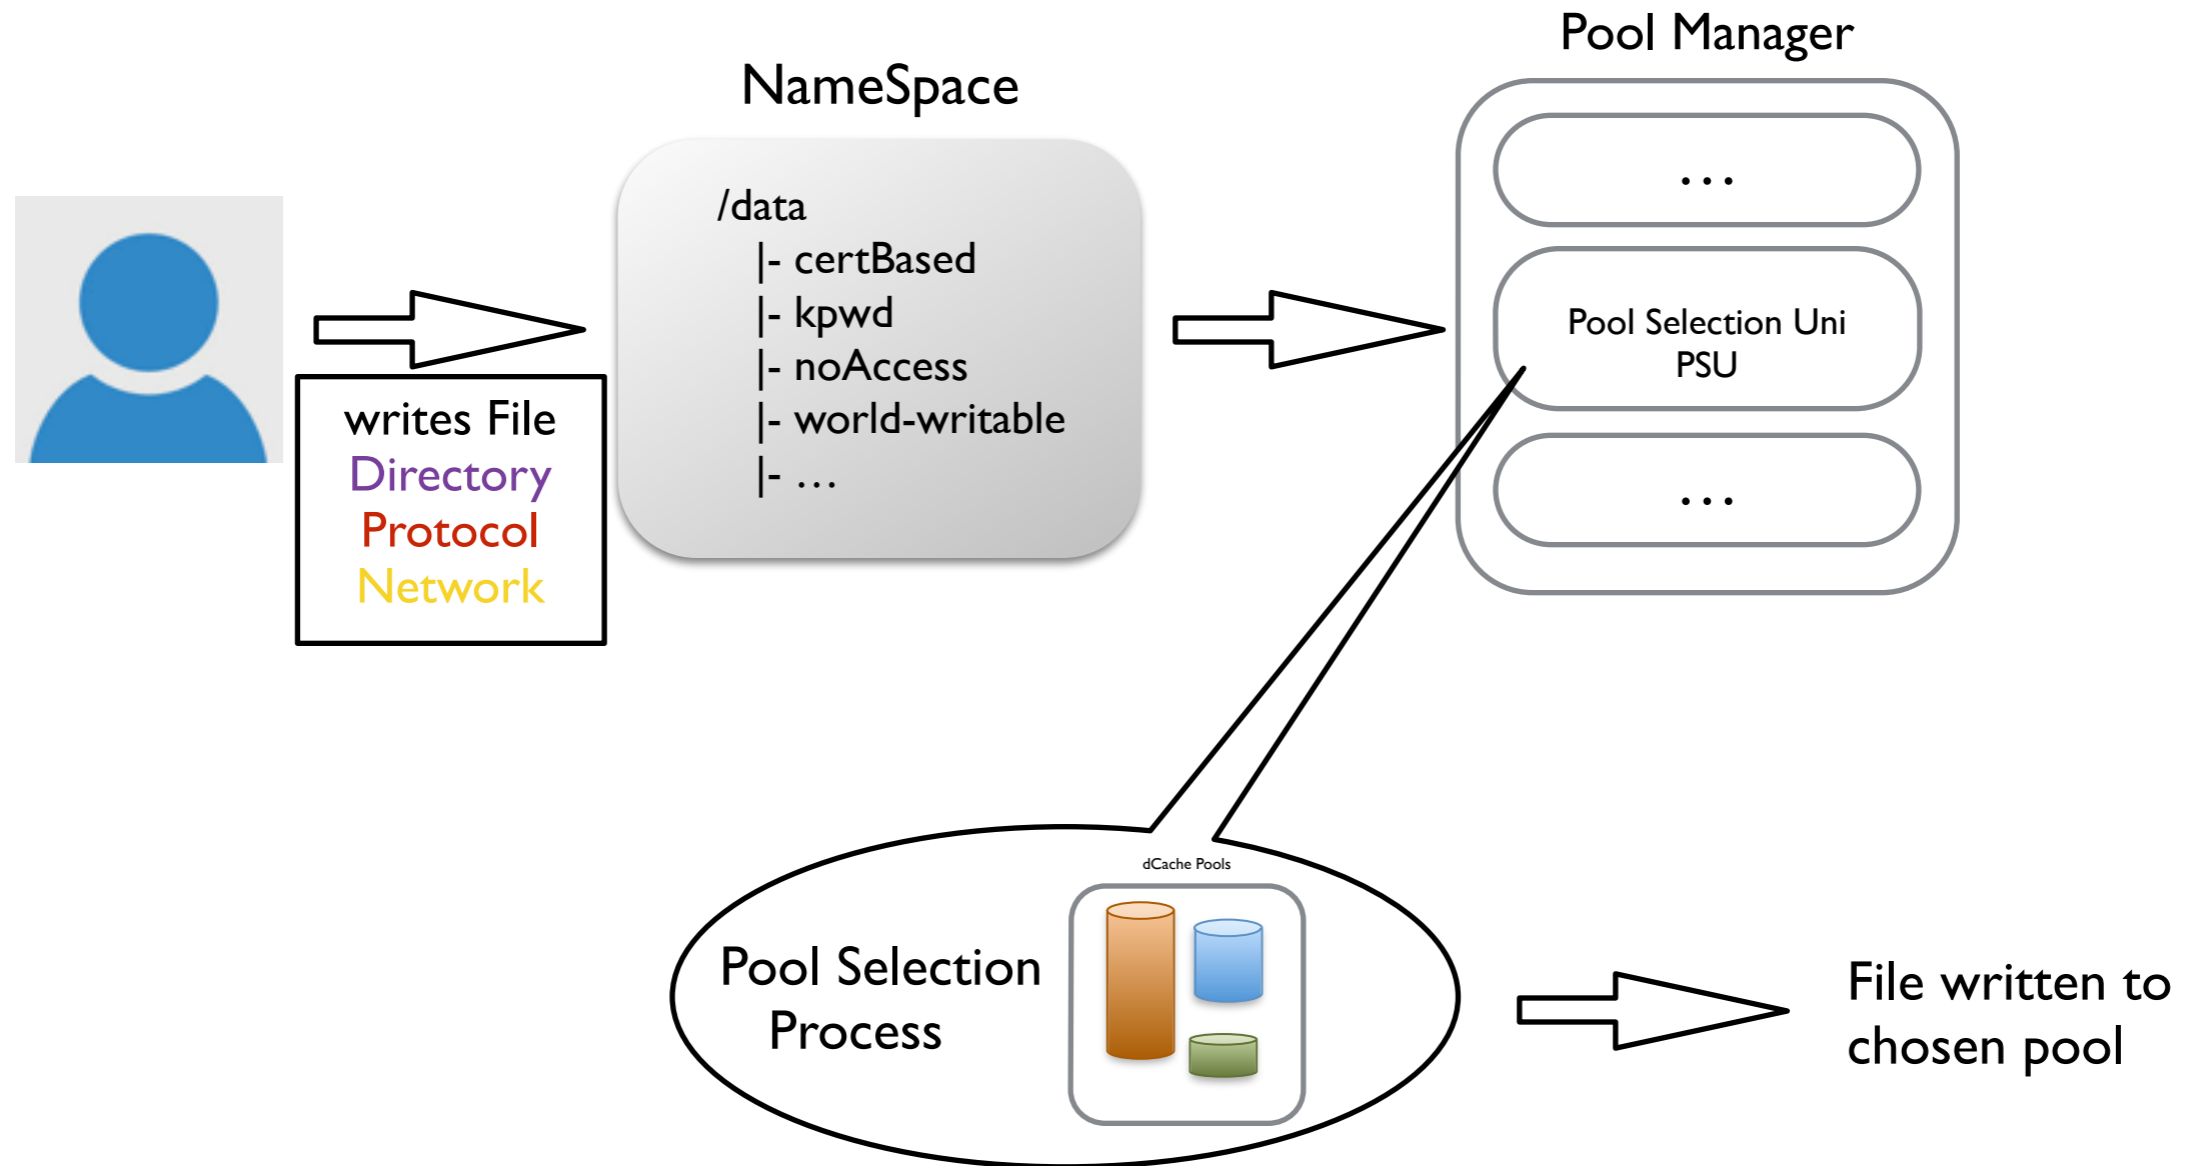 Pool Manager
NameSpace
/data
|- certBased
|- kpwd
|- noAccess
|- world-writable
|- ...
writes File
Directory
Protocol
Network
...
Pool Selection Uni
PSU
...
dCache Pools
Pool Selection
Process
File written to
chosen pool